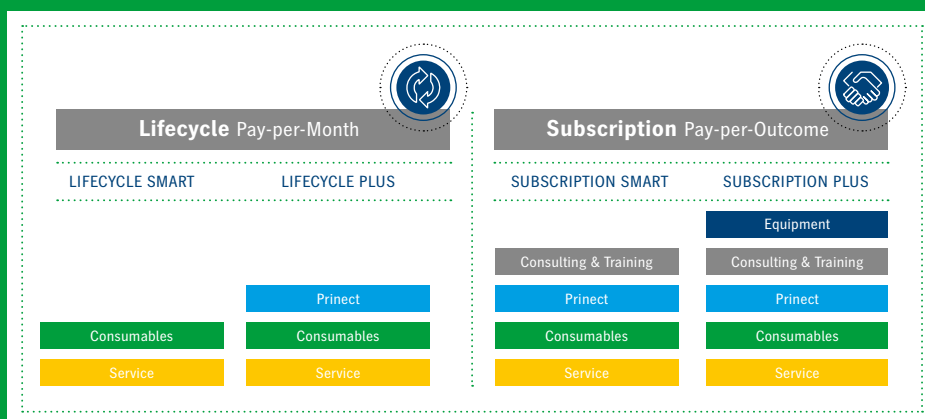 Lifecycle Pay-per-Month
LIFECYCLE SMART
LIFECYCLE PLUS
Prinect
Consumables
Consumables
Service
Service
Subscription Pay-per-Outcome
SUBSCRIPTION SMART
SUBSCRIPTION PLUS
Equipment
Consulting & Training
Consulting & Training
Prinect
Prinect
Consumables
Consumables
Service
Service